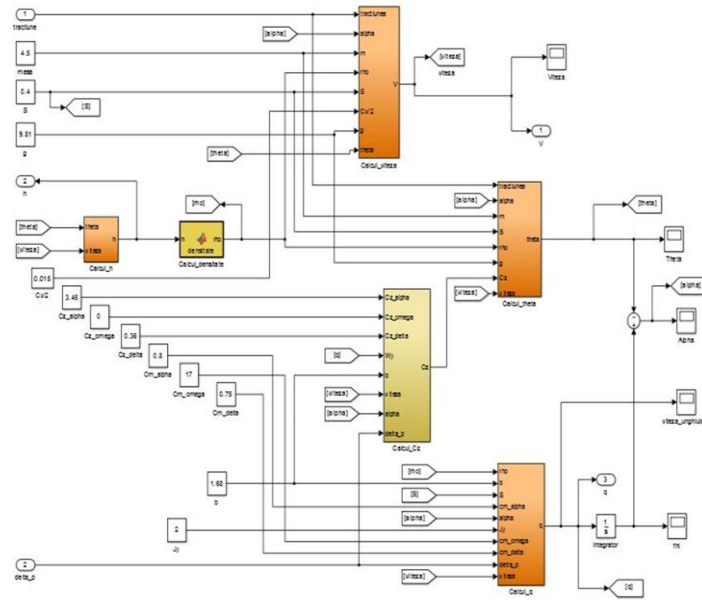 1
tractiune
4.5
masa
0.4
S
[S]
9.81
g
[alpha]
[theta]
tractiunea
alpha
m
rho
S
Cx/2
g
theta
V
Calcul_viteza
[viteza]
viteza
Viteza
1
V
2
h
[theta]
[viteza]
theta
viteza
h
Calcul_h
h
densitate
rho
Calcul_densitate
[rho]
0.015
Cx/2
[alpha]
[viteza]
tractiunea
alpha
m
S
rho
g
Cz
viteza
theta
Calcul_theta
[theta]
Theta
[alpha]
Alpha
3.45
Cz_alpha
0
Cz_omega
0.36
Cz_delta
0.8
Cm_alpha
17
Cm_omega
0.75
Cm_delta
[q]
[viteza]
[alpha]
Cz_alpha
Cz_omega
Cz_delta
Wy
b
viteza
alpha
delta_p
Cz
Calcul_Cz
viteza_unghiula
1.68
b
2
Jy
2
delta_p
[rho]
[S]
[alpha]
[viteza]
rho
b
S
cm_alpha
alpha
Jy
cm_omega
cm_delta
delta_p
viteza
q
Calcul_q
3
q
1
s
Integrator
[q]